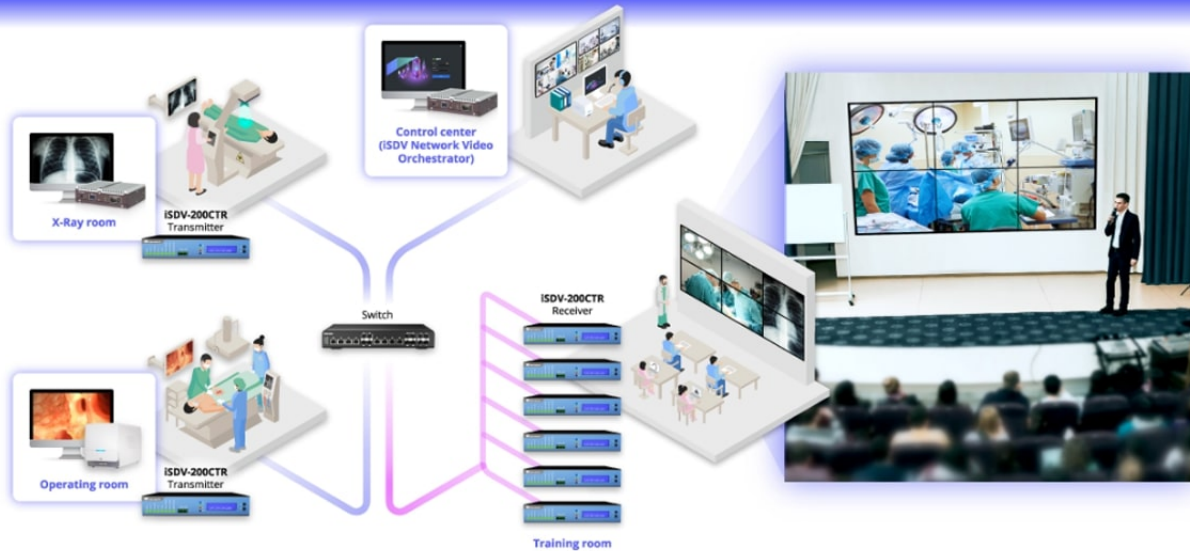 Control center
(iSDV Network Video
Orchestrator)
X-Ray room
iSDV-200CTR
Transmitter
Switch
iSDV-200CTR
Receiver
Operating room
iSDV-200CTR
Transmitter
Training room